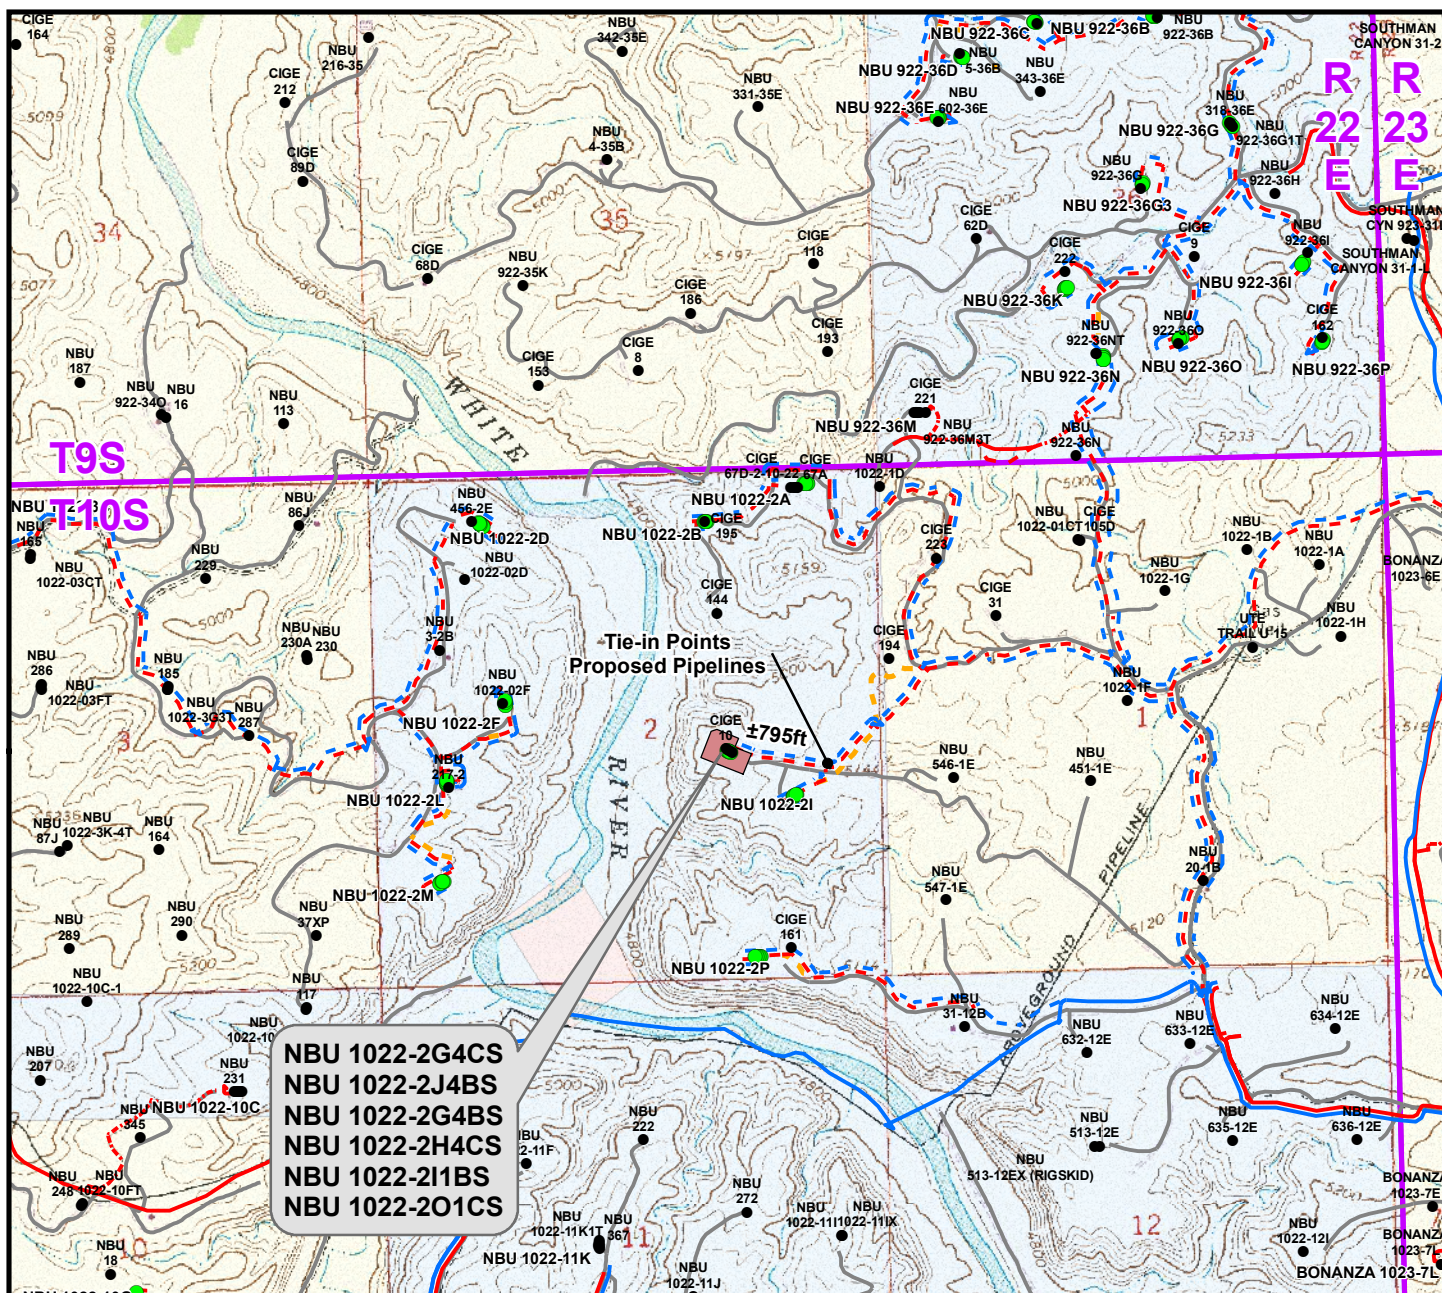 CIGE
164
NBU
216-35
NBU
342-35E
NBU 922-36C
NBU 922-36B
NBU
922-36B
SOUTHMAN
CANYON 31-2
CIGE
212
NBU
331-35E
NBU 922-36D
NBU
5-36B
NBU
343-36E
NBU 922-36E
NBU
602-36E
NBU
318-36E
NBU 922-36G
NBU
922-36G1T
R
22
E
R
23
E
CIGE
89D
NBU
4-35B
NBU
922-36G
NBU 922-36G3
NBU
922-36H
34
35
CIGE
68D
NBU
922-35K
CIGE
118
CIGE
62D
CIGE
222
CIGE
9
NBU
922-36I
NBU 922-36I
SOUTHMAN
CYN 923-31
SOUTHMAN
CANYON 31-1-L
CIGE
186
NBU 922-36K
NBU
922-36NT
NBU
922-36O
NBU 922-36O
CIGE
162
NBU 922-36P
NBU 922-36N
NBU
187
NBU
922-34O
NBU
16
NBU
113
CIGE
153
CIGE
8
CIGE
193
WHITE
CIGE
221
NBU 922-36M
NBU
922-36M3T
NBU
922-36N
5233
T9S
T10S
NBU
165
NBU
1022-03CT
NBU
86J
NBU
229
NBU
456-2E
NBU 1022-2D
NBU
1022-02D
CIGE
67D-2-10-22
CIGE
67A
NBU 1022-2A
NBU 1022-2B
CIGE
195
NBU
1022-1D
CIGE
223
NBU
1022-01CT
CIGE
105D
NBU
1022-1B
NBU
1022-1A
BONANZA
1023-6E
NBU
1022-1G
CIGE
144
CIGE
31
UTE
TRAIL U 15
NBU
1022-1H
NBU
286
NBU
1022-03FT
NBU
185
NBU
230A
NBU
230
NBU
3-2B
Tie-in Points
Proposed Pipelines
CIGE
194
NBU
1022-1F
NBU
1022-3G3T
NBU
287
NBU
1022-02F
NBU 1022-2F
3
2
1
CIGE
10
±795ft
NBU 1022-2I
NBU
546-1E
NBU
451-1E
NBU
217-2
NBU 1022-2L
RIVER
PIPELINE
ABOVEGROUND
NBU
87J
NBU
1022-3K-4T
NBU
164
NBU 1022-2M
NBU
547-1E
NBU
20-1B
NBU
289
NBU
290
NBU
37XP
CIGE
161
NBU 1022-2P
NBU
1022-10C-1
NBU
117
NBU
31-12B
NBU
632-12E
NBU
633-12E
NBU
634-12E
NBU
207
NBU
231
NBU 1022-10C
NBU
345
NBU 1022-2G4CS
NBU 1022-2J4BS
NBU 1022-2G4BS
NBU 1022-2H4CS
NBU 1022-2I1BS
NBU 1022-2O1CS
NBU
222
NBU
513-12E
NBU
513-12EX (RIGSKID)
NBU
635-12E
NBU
636-12E
NBU
248
NBU
1022-10FT
NBU
272
NBU
1022-11I
NBU
1022-11IX
BONANZA
1023-7E
NBU
1022-11K1T
NBU
367
NBU 1022-11K
11
12
NBU
1022-12I
NBU
18
10
NBU
1022-11J
BONANZA 1023-7L